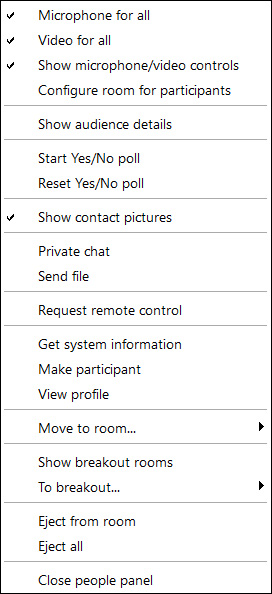 Microphone for all
Video for all
Show microphone/video controls
Configure room for participants
Show audience details
Start Yes/No poll
Reset Yes/No poll
Show contact pictures
Private chat
Send file
Request remote control
Get system information
Make participant
View profile
Move to room...
Show breakout rooms
To breakout...
Eject from room
Eject all
Close people panel